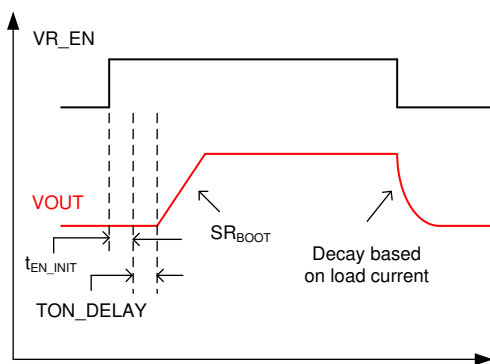 VR_EN
VOUT
SR_BOOT
t_EN_INIT
Decay based
on load current
TON_DELAY